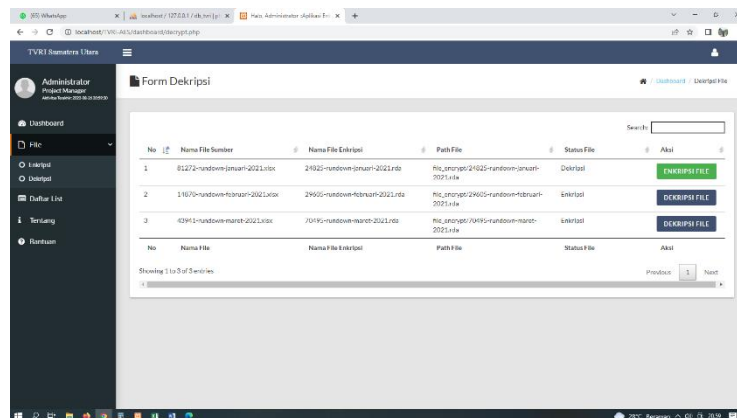 (65) WhatsApp
localhost / 127.0.0.1 / db_tvri | p
Halo, Administrator
localhost/TVRI-AES/dashboard/decrypt.php
TVRI Sumatera Utara
Administrator
Project Manager
Form Dekripsi
Dashboard / Dekripsi File
Dashboard
File
Enkripsi
Dekripsi
Daftar List
Tentang
Bantuan
Search:
No Nama File Sumber Nama File Enkripsi Path File Status File Aksi
1 81272-rundown-januari-2021.xlsx 24825-rundown-januari-2021.rda file_encrypt/24825-rundown-januari-2021.rda Dekripsi ENKRIPSI FILE
2 14870-rundown-februari-2021.xlsx 29605-rundown-februari-2021.rda file_encrypt/29605-rundown-februari-2021.rda Enkripsi DEKRIPSI FILE
3 43941-rundown-maret-2021.xlsx 70495-rundown-maret-2021.rda file_encrypt/70495-rundown-maret-2021.rda Enkripsi DEKRIPSI FILE
No Nama File Nama File Enkripsi Path File Status File Aksi
Showing 1 to 3 of 3 entries
Previous 1 Next
28°C Berawan 20.59